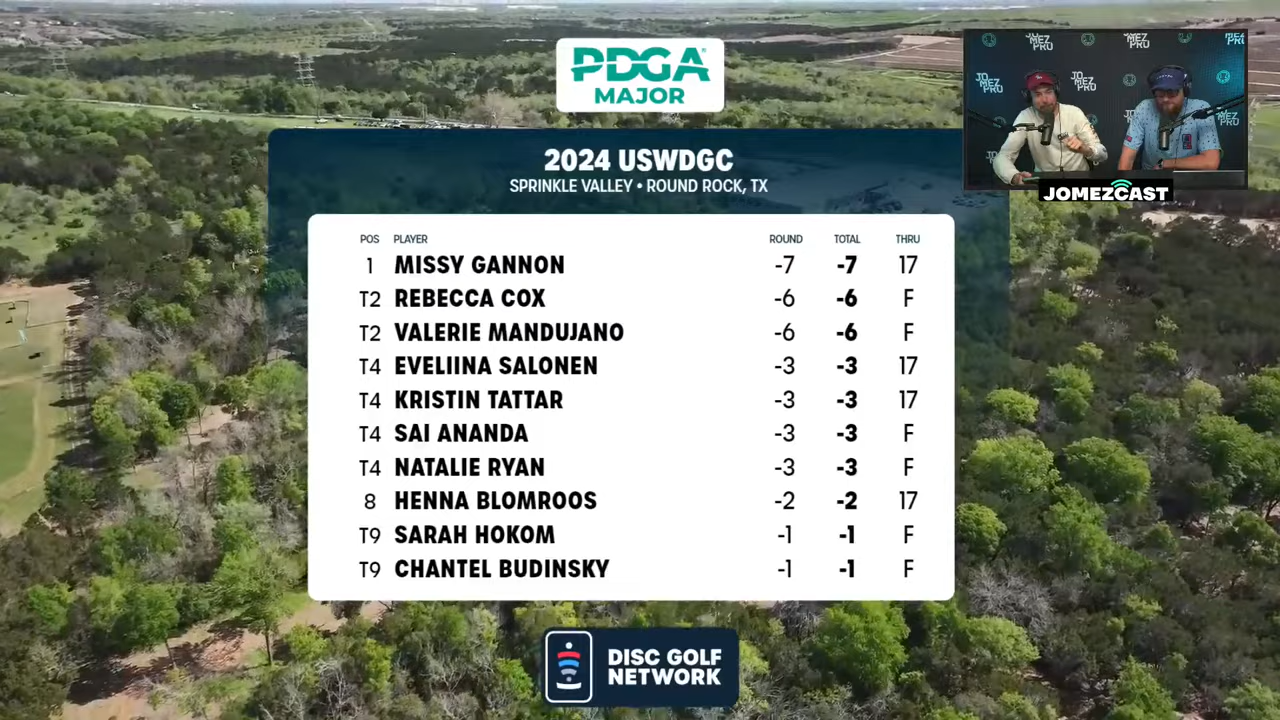 PDGA
MAJOR
2024 USWDGC
SPRINKLE VALLEY • ROUND ROCK, TX
POS PLAYER ROUND TOTAL THRU
1 MISSY GANNON -7 -7 17
T2 REBECCA COX -6 -6 F
T2 VALERIE MANDUJANO -6 -6 F
T4 EVELIINA SALONEN -3 -3 17
T4 KRISTIN TATTAR -3 -3 17
T4 SAI ANANDA -3 -3 F
T4 NATALIE RYAN -3 -3 F
8 HENNA BLOMROOS -2 -2 17
T9 SARAH HOKOM -1 -1 F
T9 CHANTEL BUDINSKY -1 -1 F
DISC GOLF
NETWORK
JO
MEZ
PRO
JOMEZCAST